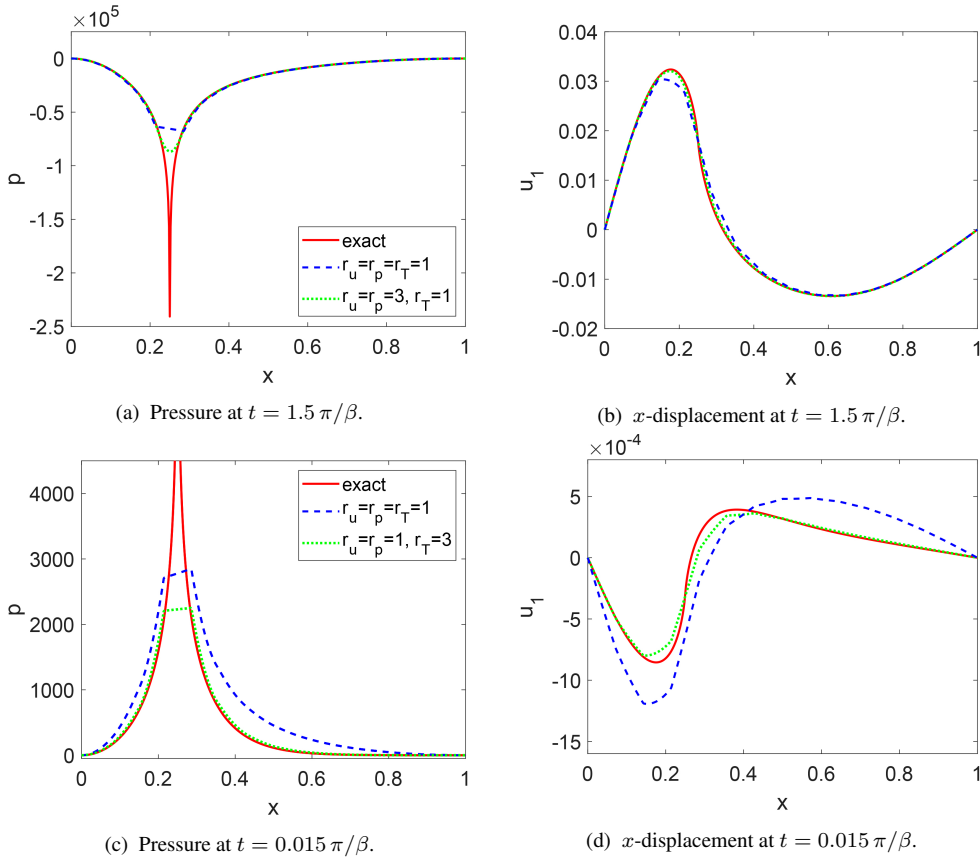 ×10^5
0
-0.5
-1
-1.5
-2
-2.5
p
0 0.2 0.4 0.6 0.8 1
x
exact
r_u=r_p=r_T=1
r_u=r_p=3, r_T=1
(a) Pressure at t = 1.5 π/β.
0.04
0.03
0.02
0.01
0
-0.01
-0.02
u_1
0 0.2 0.4 0.6 0.8 1
x
(b) x-displacement at t = 1.5 π/β.
4000
3000
2000
1000
0
p
0 0.2 0.4 0.6 0.8 1
x
exact
r_u=r_p=r_T=1
r_u=r_p=1, r_T=3
(c) Pressure at t = 0.015 π/β.
×10^-4
5
0
-5
-10
-15
u_1
0 0.2 0.4 0.6 0.8 1
x
(d) x-displacement at t = 0.015 π/β.